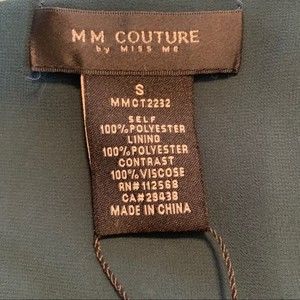 MM COUTURE
by MISS ME
S
MMCT2232
SELF
100%POLYESTER
LINING
100%POLYESTER
CONTRAST
100%VISCOSE
RN#112568
CA#29438
MADE IN CHINA